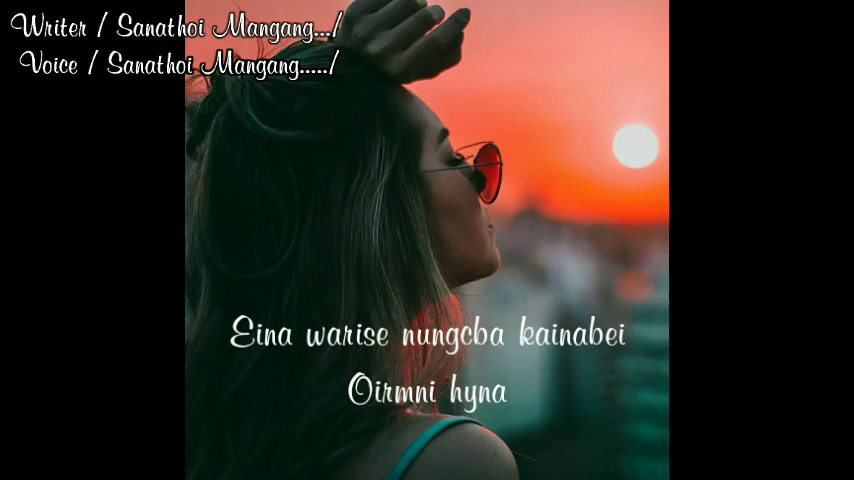 Writer / Sanathoi Mangang.../
Voice / Sanathoi Mangang...../
Eina warise nungcba kainabei
Oirmni hyna